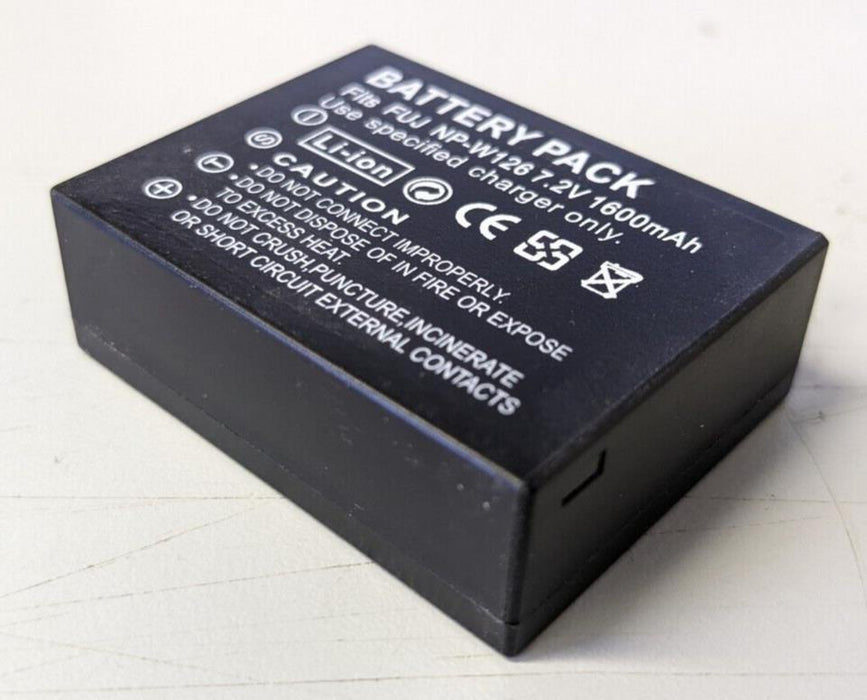 BATTERY PACK
Fits FUJ NP-W126 7.2V 1600mAh
Use specified charger only.
Li-ion CE
CAUTION
•DO NOT CONNECT IMPROPERLY.
•DO NOT DISPOSE OF IN FIRE OR EXPOSE
TO EXCESS HEAT
•DO NOT CRUSH,PUNCTURE,INCINERATE
OR SHORT CIRCUIT EXTERNAL CONTACTS
I
S
T
+